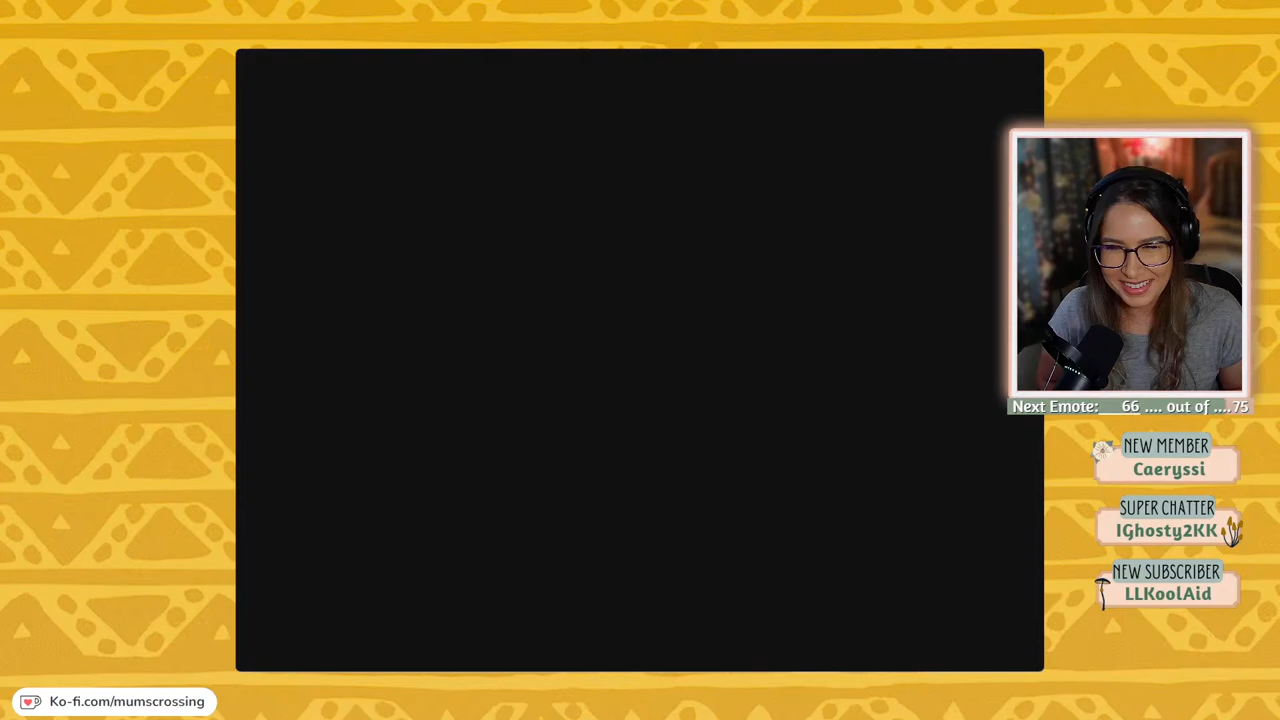 Next Emote: 66 .... out of ....75
NEW MEMBER
Caeryssi
SUPER CHATTER
IGhosty2KK
NEW SUBSCRIBER
LLKoolAid
Ko-fi.com/mumscrossing